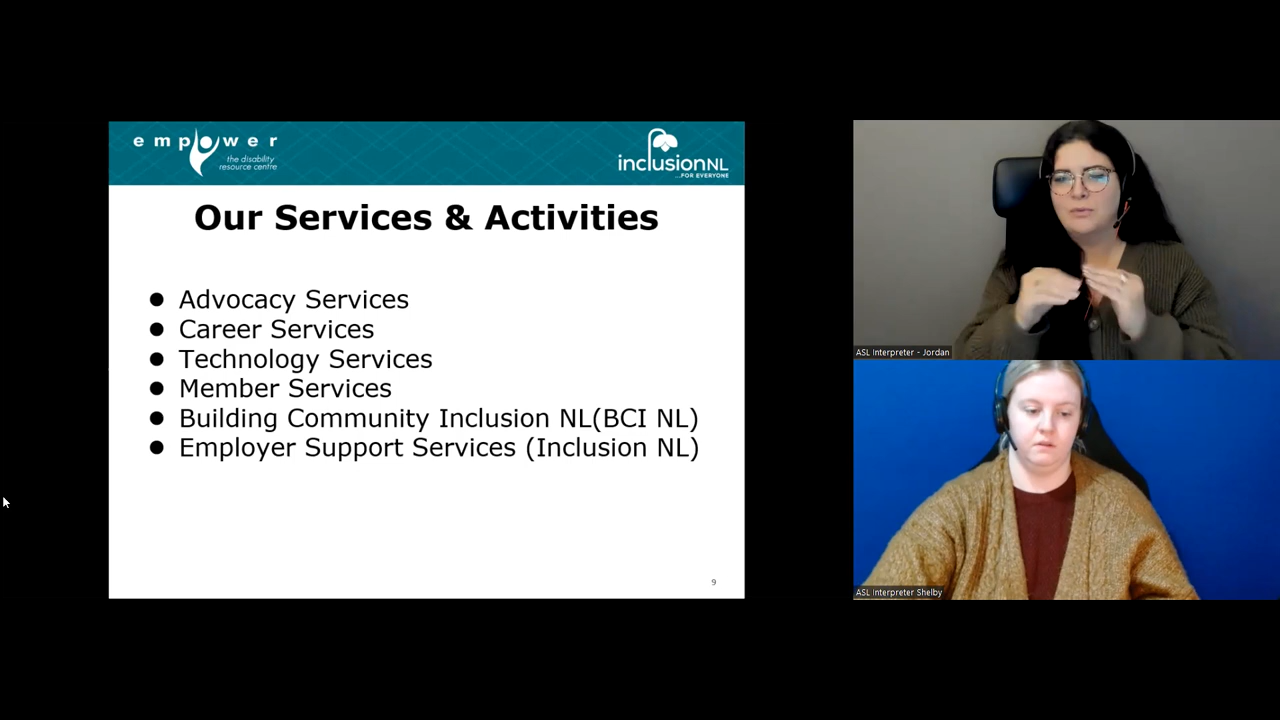 empower
the disability
resource centre
inclusionNL
...FOR EVERYONE
Our Services & Activities
● Advocacy Services
● Career Services
● Technology Services
● Member Services
● Building Community Inclusion NL(BCI NL)
● Employer Support Services (Inclusion NL)
9
ASL Interpreter - Jordan
ASL Interpreter Shelby